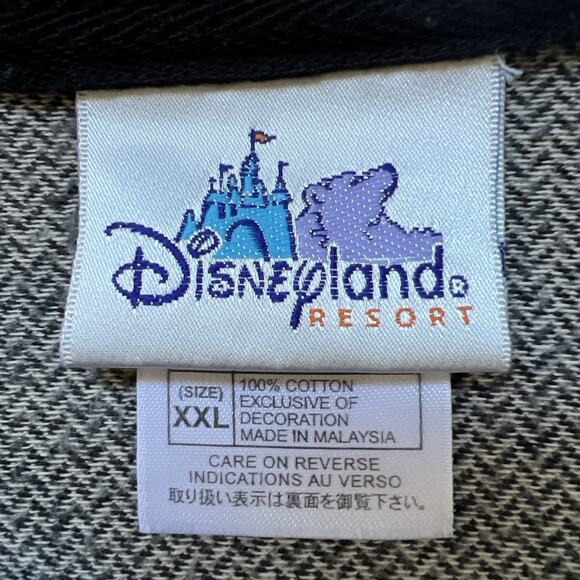 Disneyland®
RESORT
(SIZE)
XXL
100% COTTON
EXCLUSIVE OF
DECORATION
MADE IN MALAYSIA
CARE ON REVERSE
INDICATIONS AU VERSO
取り扱い表示は裏面を御覧下さい。